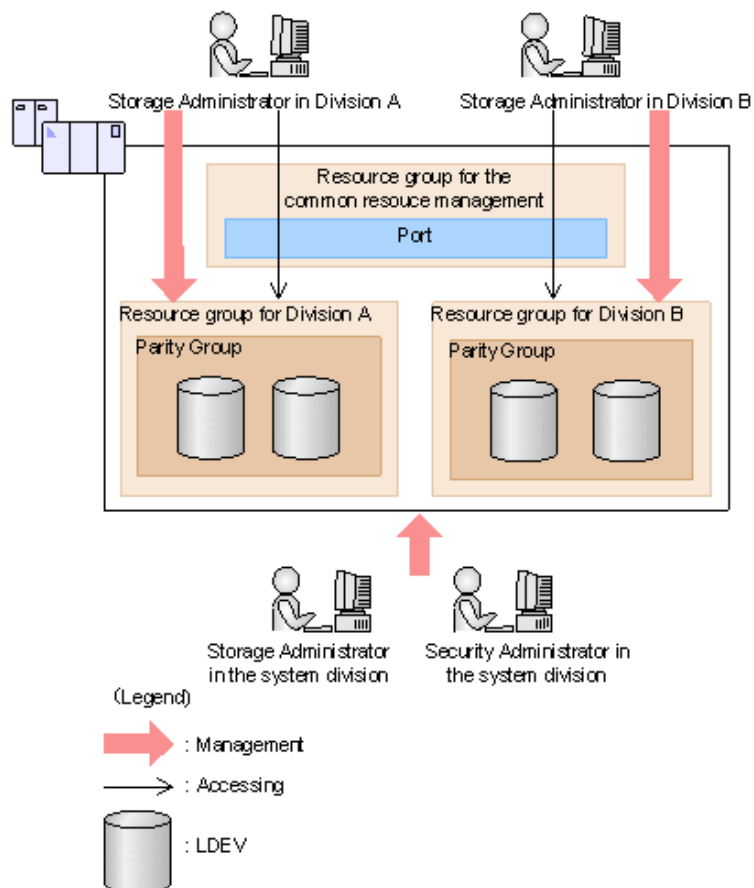 Storage Administrator in Division A
Storage Administrator in Division B
Resource group for the
common resouce management
Port
Resource group for Division A
Resource group for Division B
Parity Group
Parity Group
Storage Administrator
in the system division
Security Administrator in
the system division
(Legend)
: Management
: Accessing
: LDEV